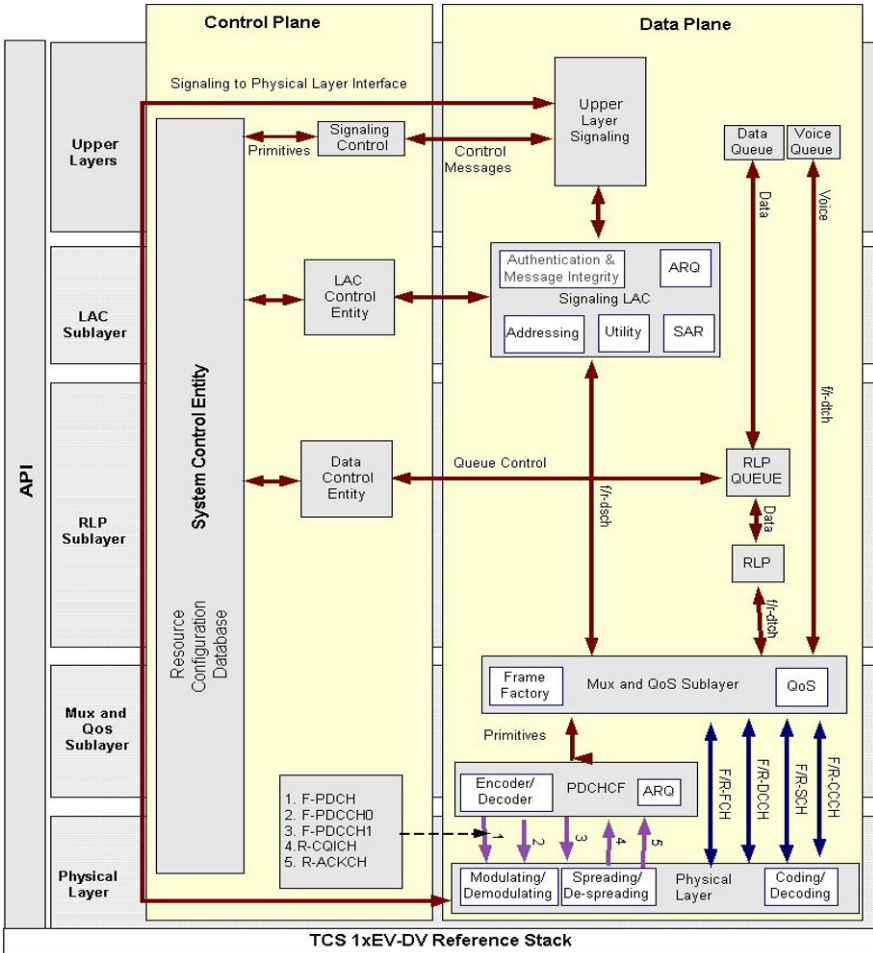 Control Plane
Data Plane
Signaling to Physical Layer Interface
Upper
Layer
Signaling
Data
Queue
Voice
Queue
Upper
Layers
Signaling
Control
Primitives
Control
Messages
Data
Voice
Authentication &
Message Integrity
ARQ
Signaling LAC
Addressing
Utility
SAR
LAC
Control
Entity
LAC
Sublayer
System Control Entity
f/r-dtch
API
Data
Control
Entity
Queue Control
RLP
QUEUE
f/r-dsch
Data
RLP
Sublayer
RLP
f/r-dtch
Resource
Configuration
Database
Frame
Factory
Mux and QoS Sublayer
QoS
Mux and
Qos
Sublayer
Primitives
F/R-FCH
F/R-DCCH
F/R-SCH
F/R-CCCH
Encoder/
Decoder
PDCHCF
ARQ
1. F-PDCH
2. F-PDCCH0
3. F-PDCCH1
4.R-CQICH
5. R-ACKCH
1
2
3
4
5
Physical
Layer
Modulating/
Demodulating
Spreading/
De-spreading
Physical
Layer
Coding/
Decoding
TCS 1xEV-DV Reference Stack